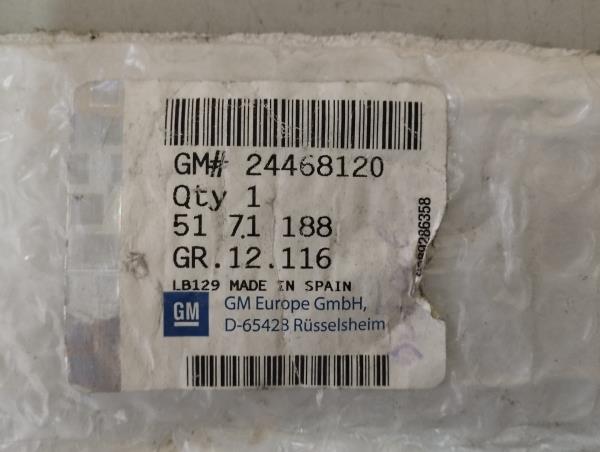 GM# 24468120
Qty 1
51 71 188
GR.12.116
LB129 MADE IN SPAIN
GM
GM Europe GmbH,
D-65423 Rüsselsheim